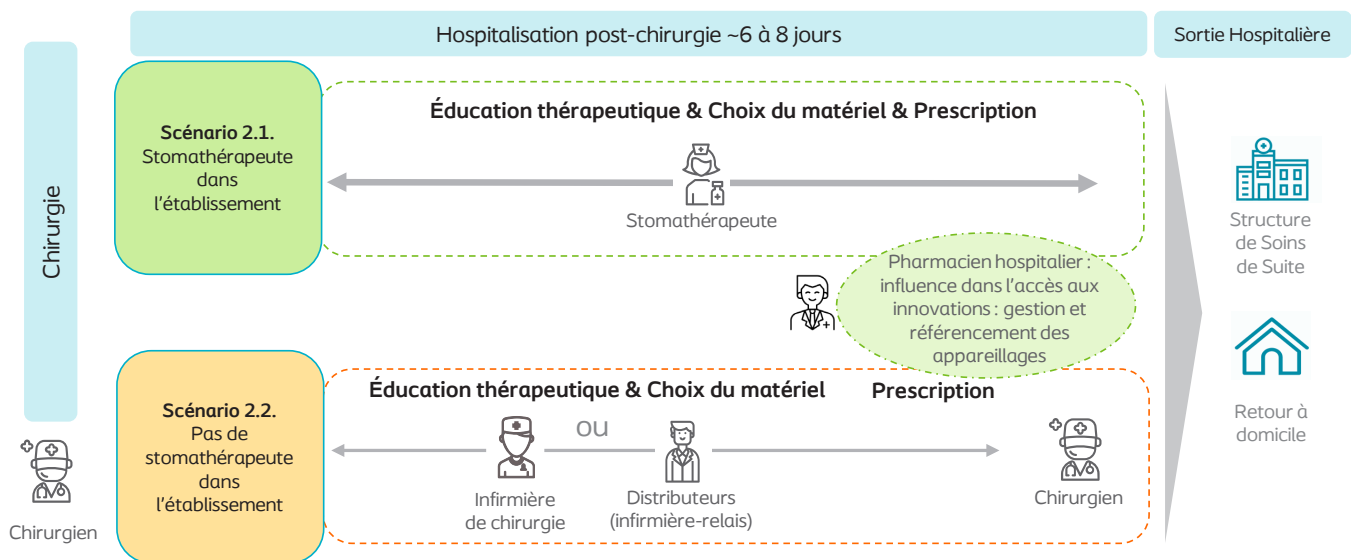 Hospitalisation post-chirurgie ~6 à 8 jours
Sortie Hospitalière
Chirurgie
Chirurgien
Scénario 2.1.
Stomathérapeute
dans
l’établissement
Éducation thérapeutique & Choix du matériel & Prescription
Stomathérapeute
Pharmacien hospitalier :
influence dans l’accès aux
innovations : gestion et
référencement des
appareillages
Scénario 2.2.
Pas de
stomathérapeute
dans
l’établissement
Éducation thérapeutique & Choix du matériel
Prescription
ou
Infirmière
de chirurgie
Distributeurs
(infirmière-relais)
Chirurgien
Structure
de Soins
de Suite
Retour à
domicile